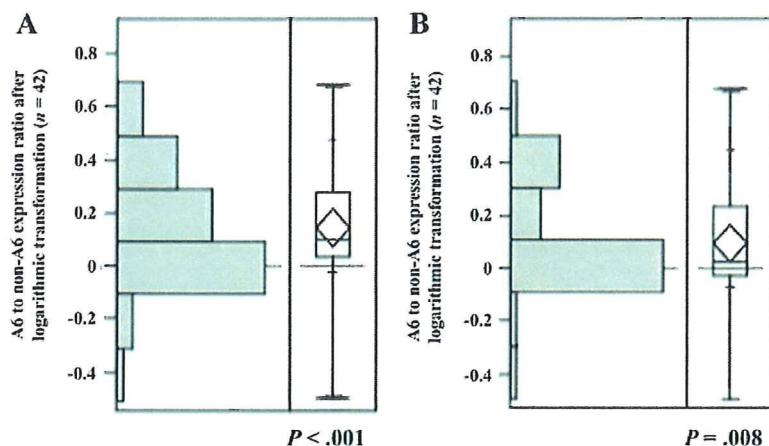 A
A6 to non-A6 expression ratio after
logarithmic transformation (n = 42)
0.8
0.6
0.4
0.2
0
-0.2
-0.4
P < .001
B
A6 to non-A6 expression ratio after
logarithmic transformation (n = 42)
0.8
0.6
0.4
0.2
0
-0.2
-0.4
P = .008